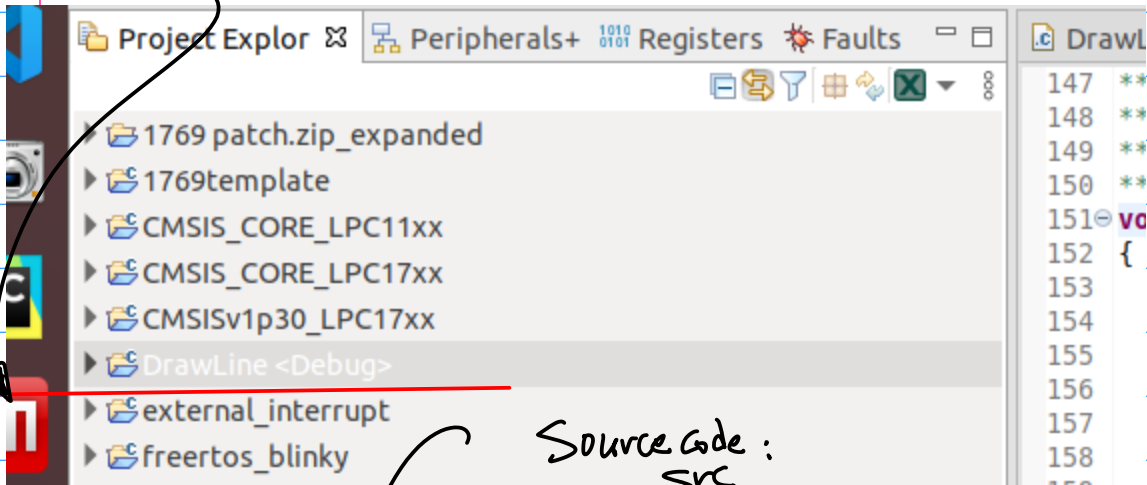 Project Explor Peripherals+ 1010 0101 Registers Faults
DrawL
147 **
148 **
149 **
150 **
151 vo
152 {
153
154
155
156
157
158
1769 patch.zip_expanded
1769template
CMSIS_CORE_LPC11xx
CMSIS_CORE_LPC17xx
CMSISv1p30_LPC17xx
DrawLine <Debug>
external_interrupt
freertos_blinky
Source code :
src